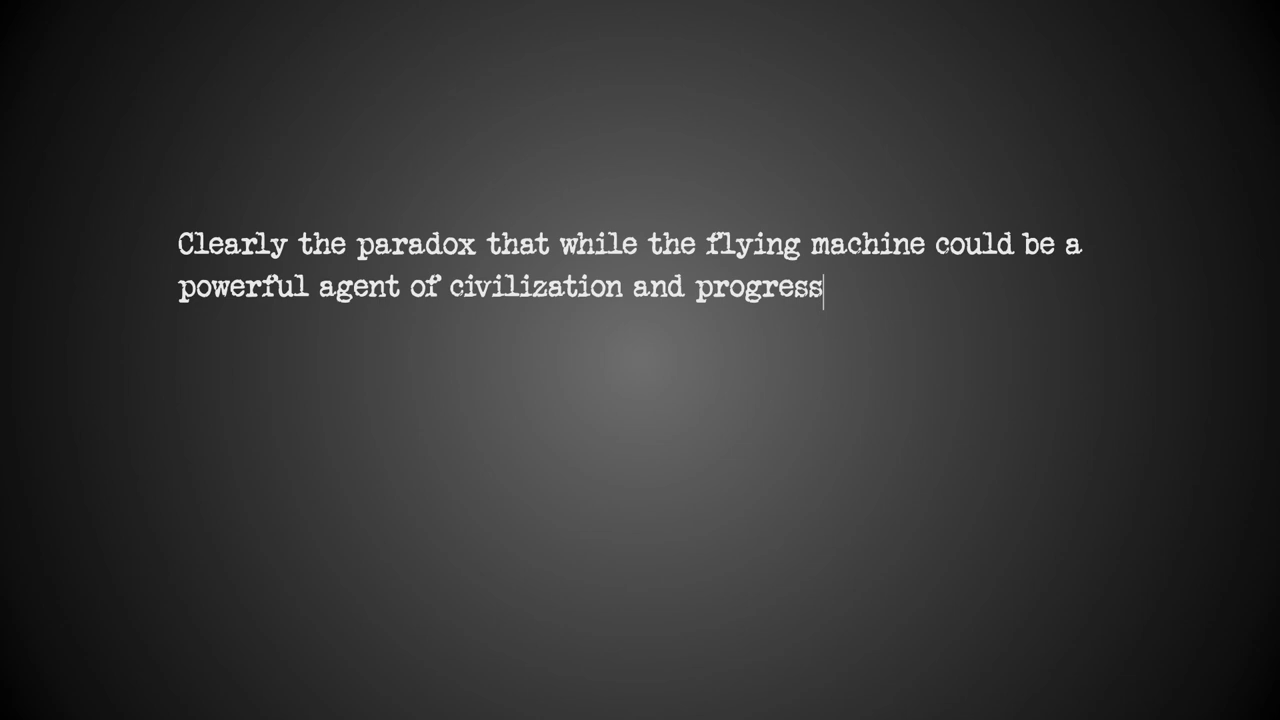 Clearly the paradox that while the flying machine could be a
powerful agent of civilization and progress